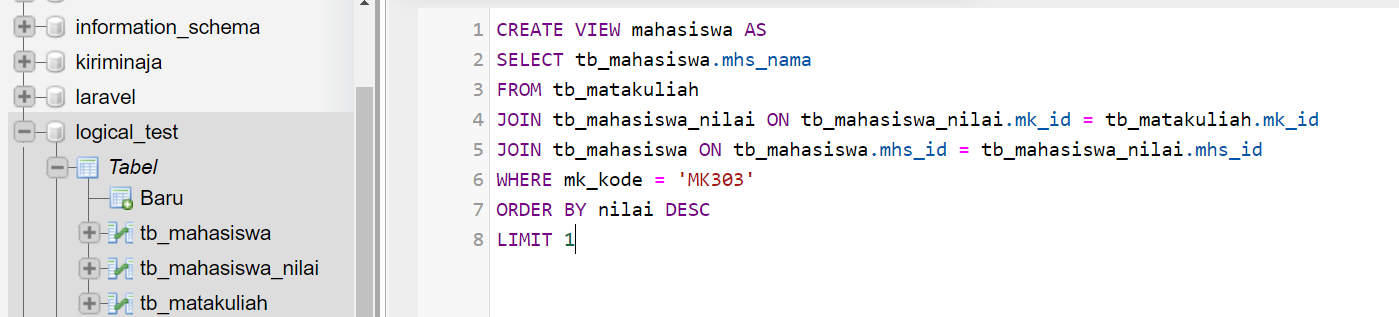 information_schema
kiriminaja
laravel
logical_test
Tabel
Baru
tb_mahasiswa
tb_mahasiswa_nilai
tb_matakuliah
1 CREATE VIEW mahasiswa AS
2 SELECT tb_mahasiswa.mhs_nama
3 FROM tb_matakuliah
4 JOIN tb_mahasiswa_nilai ON tb_mahasiswa_nilai.mk_id = tb_matakuliah.mk_id
5 JOIN tb_mahasiswa ON tb_mahasiswa.mhs_id = tb_mahasiswa_nilai.mhs_id
6 WHERE mk_kode = 'MK303'
7 ORDER BY nilai DESC
8 LIMIT 1